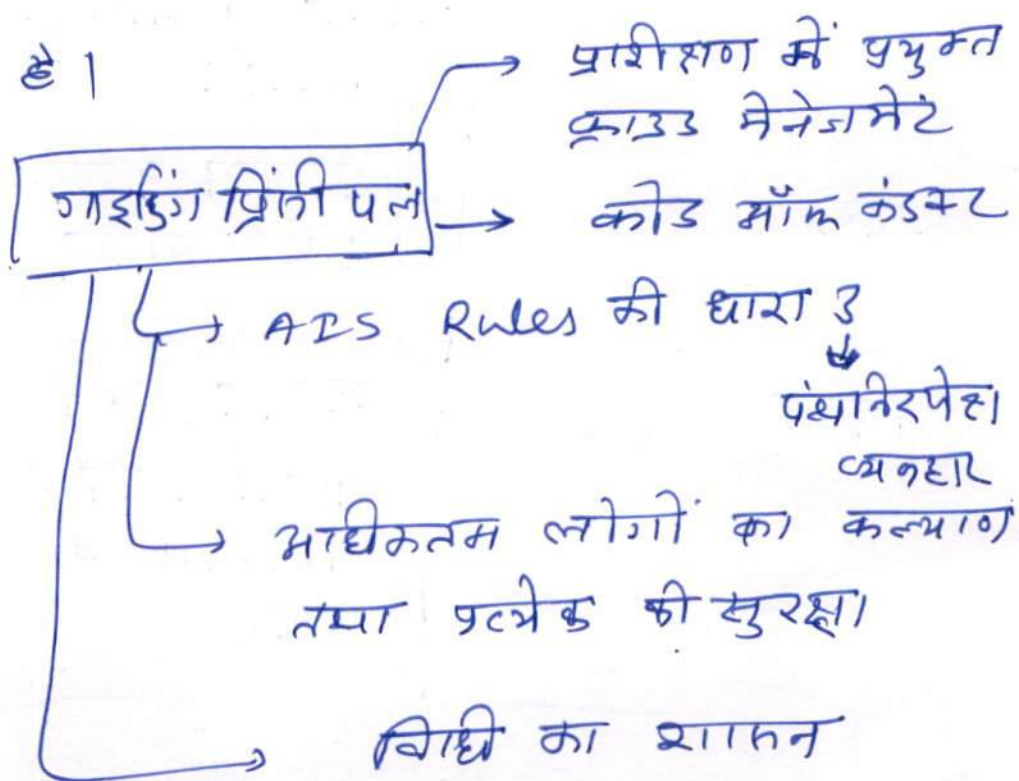 है।
प्रशिक्षण में प्रयुक्त
क्राउड मैनेजमेंट
गाइडिंग प्रिंसीपल
कोड ऑफ कंडक्ट
AIS Rules की धारा 3
पंथनिरपेक्ष
व्यवहार
अधिकतम लोगों का कल्याण
तथा प्रत्येक की सुरक्षा
विधि का शासन